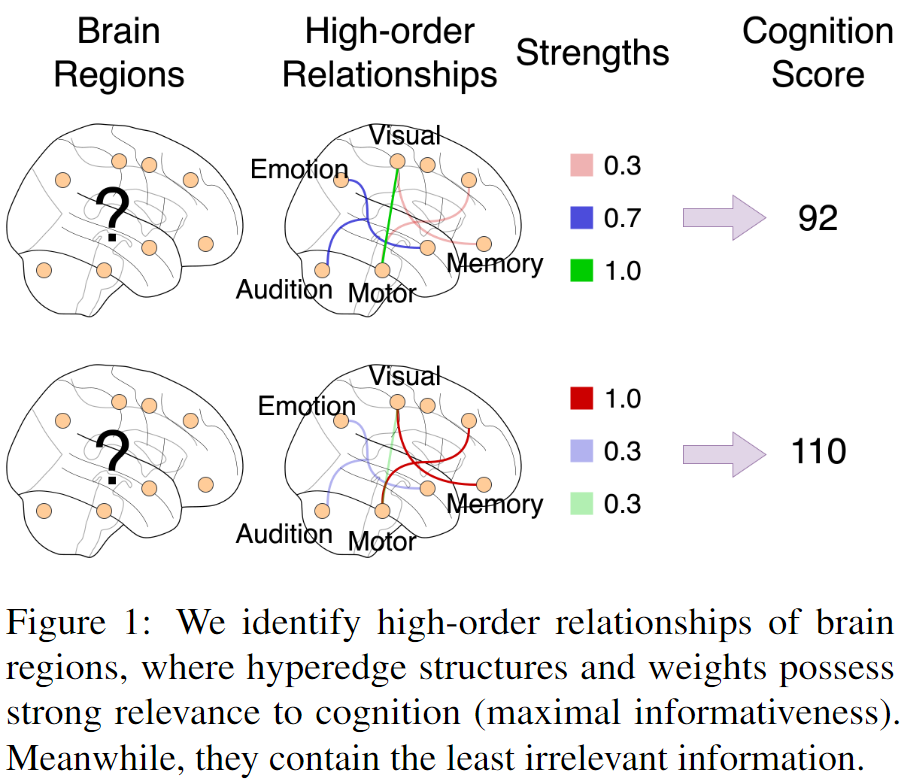 Brain Regions
High-order Relationships
Strengths
Cognition Score
?
Visual
Emotion
Memory
Audition
Motor
0.3
0.7
1.0
92
?
Visual
Emotion
Memory
Audition
Motor
1.0
0.3
0.3
110
Figure 1: We identify high-order relationships of brain
regions, where hyperedge structures and weights possess
strong relevance to cognition (maximal informativeness).
Meanwhile, they contain the least irrelevant information.